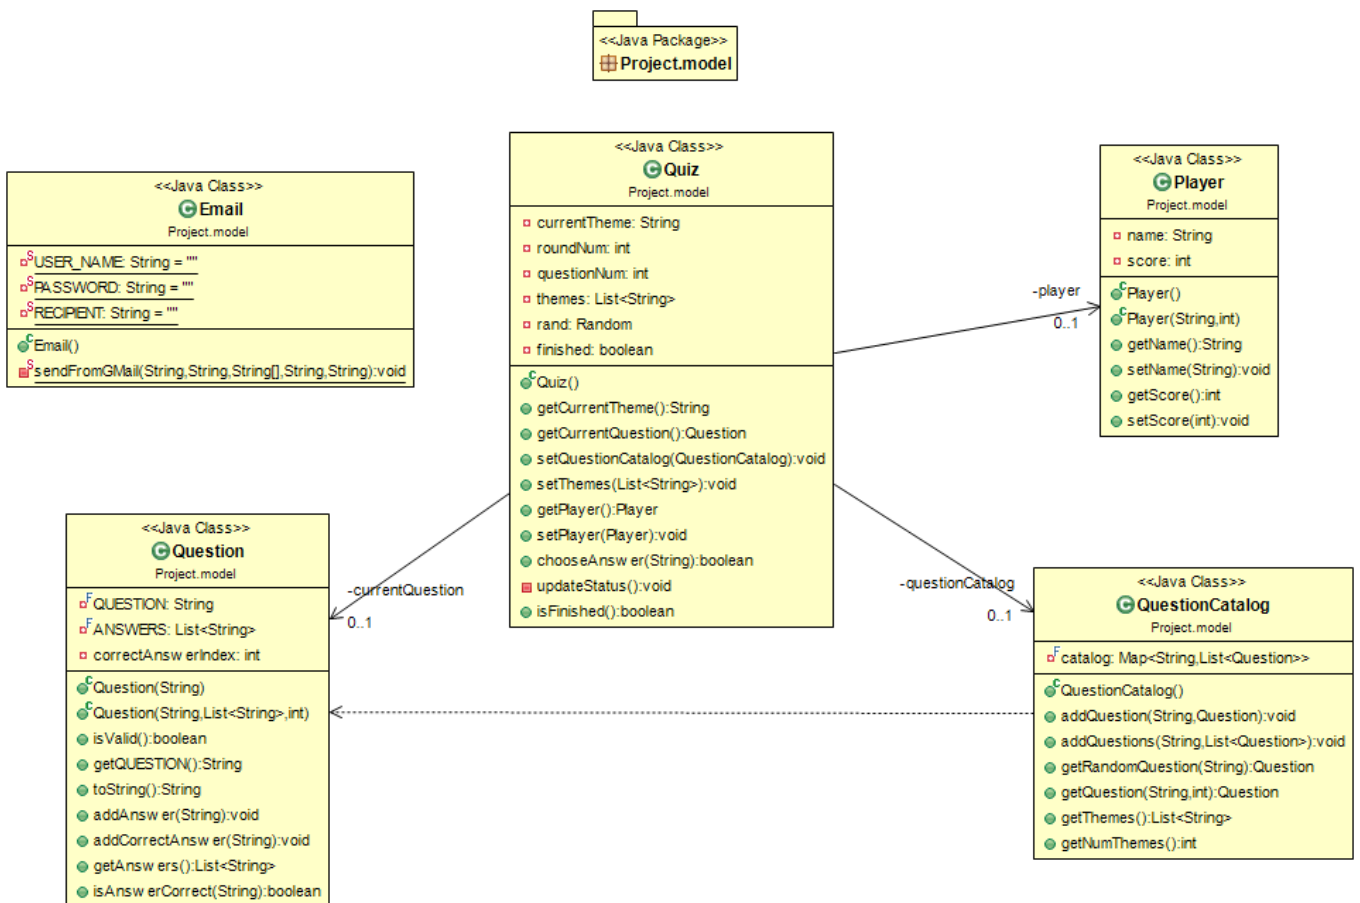 <<Java Package>>
Project.model
<<Java Class>>
Email
Project.model
USER_NAME: String = ""
PASSWORD: String = ""
RECIPIENT: String = ""
Email()
sendFromGMail(String,String,String[],String,String):void
<<Java Class>>
Quiz
Project.model
currentTheme: String
roundNum: int
questionNum: int
themes: List<String>
rand: Random
finished: boolean
Quiz()
getCurrentTheme():String
getCurrentQuestion():Question
setQuestionCatalog(QuestionCatalog):void
setThemes(List<String>):void
getPlayer():Player
setPlayer(Player):void
chooseAnswer(String):boolean
updateStatus():void
isFinished():boolean
-player
0..1
<<Java Class>>
Player
Project.model
name: String
score: int
Player()
Player(String,int)
getName():String
setName(String):void
getScore():int
setScore(int):void
<<Java Class>>
Question
Project.model
QUESTION: String
ANSWERS: List<String>
correctAnswerIndex: int
Question(String)
Question(String,List<String>,int)
isValid():boolean
getQUESTION():String
toString():String
addAnswer(String):void
addCorrectAnswer(String):void
getAnswers():List<String>
isAnswerCorrect(String):boolean
-currentQuestion
0..1
-questionCatalog
0..1
<<Java Class>>
QuestionCatalog
Project.model
catalog: Map<String,List<Question>>
QuestionCatalog()
addQuestion(String,Question):void
addQuestions(String,List<Question>):void
getRandomQuestion(String):Question
getQuestion(String,int):Question
getThemes():List<String>
getNumThemes():int